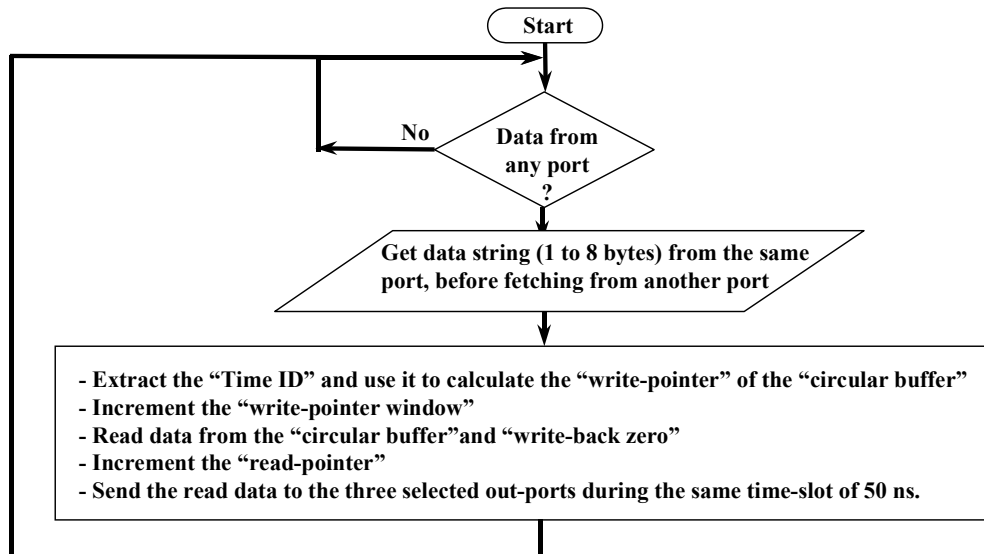 Start
No
Data from
any port
?
Get data string (1 to 8 bytes) from the same
port, before fetching from another port
- Extract the “Time ID” and use it to calculate the “write-pointer” of the “circular buffer”
- Increment the “write-pointer window”
- Read data from the “circular buffer”and “write-back zero”
- Increment the “read-pointer”
- Send the read data to the three selected out-ports during the same time-slot of 50 ns.